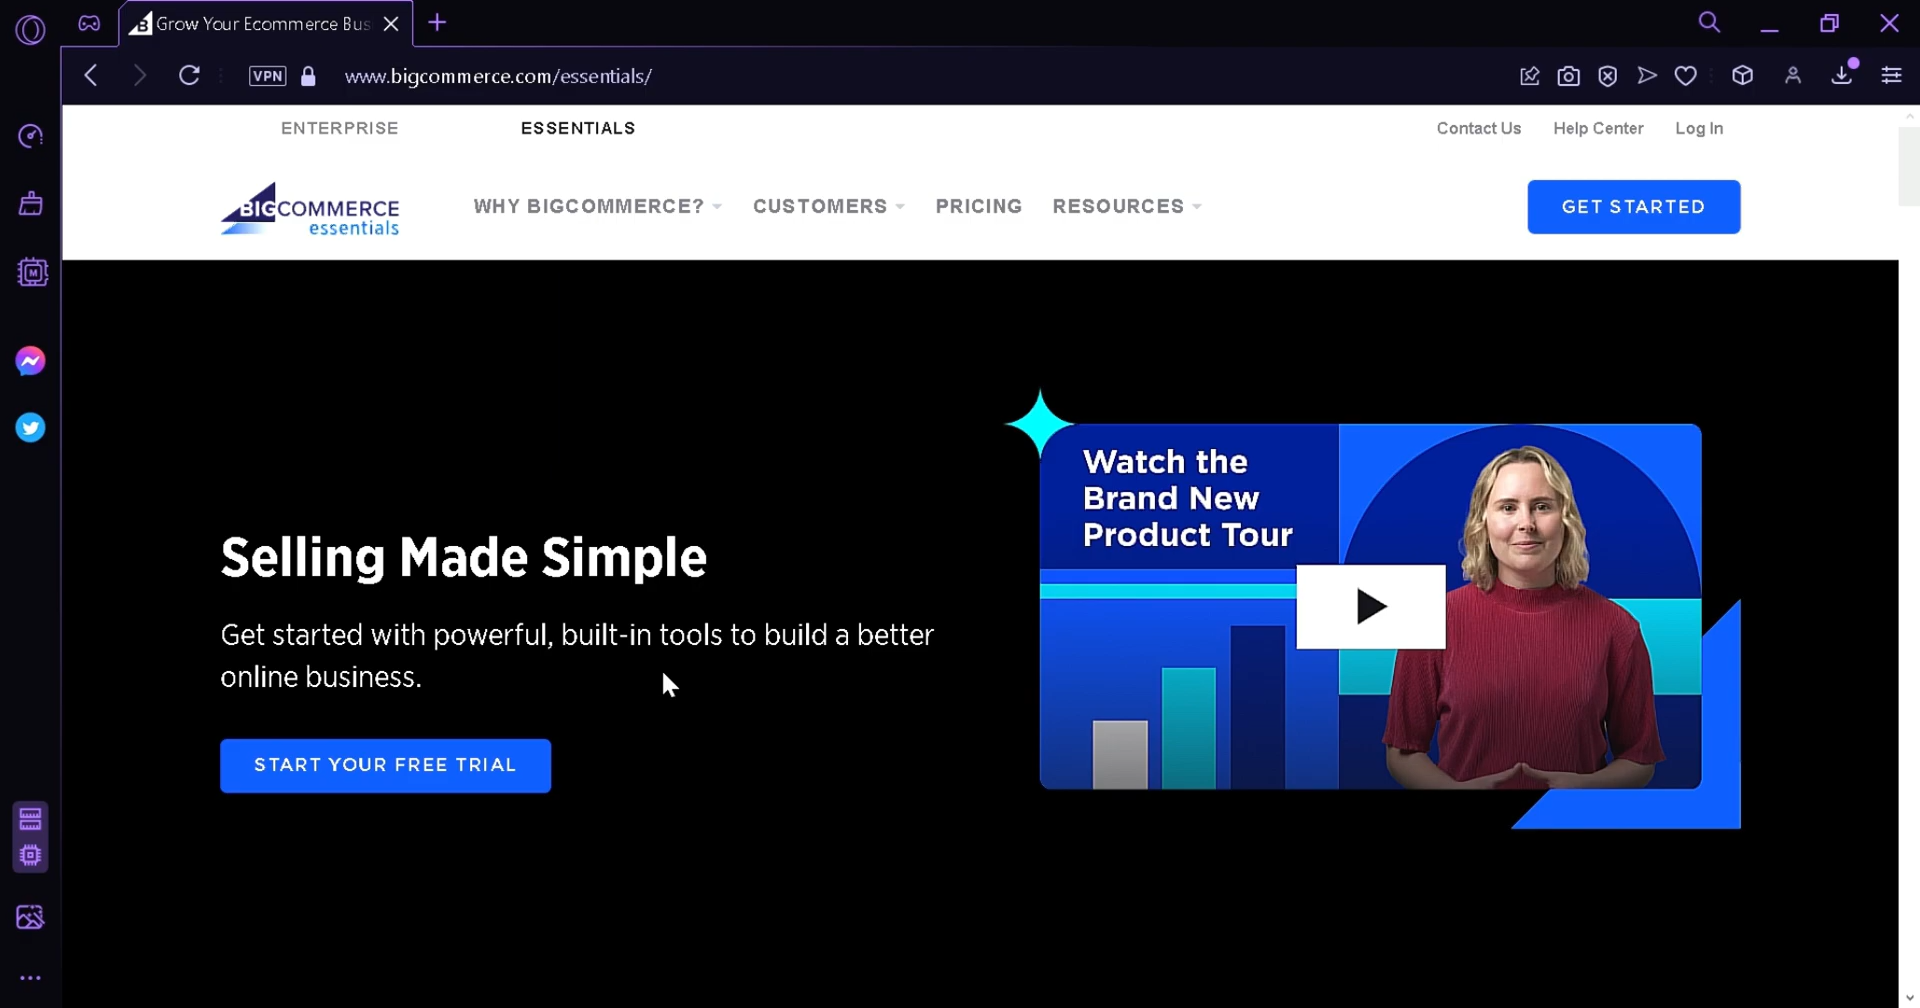 Grow Your Ecommerce Bus
VPN
www.bigcommerce.com/essentials/
ENTERPRISE
ESSENTIALS
Contact Us
Help Center
Log In
BIGCOMMERCE
essentials
WHY BIGCOMMERCE?
CUSTOMERS
PRICING
RESOURCES
GET STARTED
Watch the
Brand New
Product Tour
Selling Made Simple
Get started with powerful, built-in tools to build a better
online business.
START YOUR FREE TRIAL